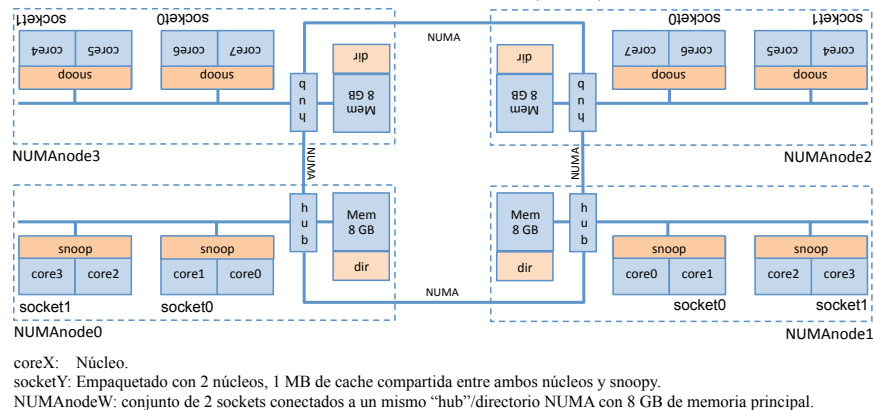 NUMA
socket1
socket0
core4
core5
core6
core7
snoop
snoop
dir
Mem
8 GB
hub
NUMAnode3
socket0
socket1
core7
core6
core5
core4
snoop
snoop
dir
Mem
8 GB
hub
NUMAnode2
NUMA
NUMA
hub
Mem
8 GB
dir
snoop
snoop
core3
core2
core1
core0
socket1
socket0
NUMAnode0
NUMA
Mem
8 GB
dir
hub
snoop
snoop
core0
core1
core2
core3
socket0
socket1
NUMAnode1
coreX: Núcleo.
socketY: Empaquetado con 2 núcleos, 1 MB de cache compartida entre ambos núcleos y snoopy.
NUMAnodeW: conjunto de 2 sockets conectados a un mismo “hub”/directorio NUMA con 8 GB de memoria principal.